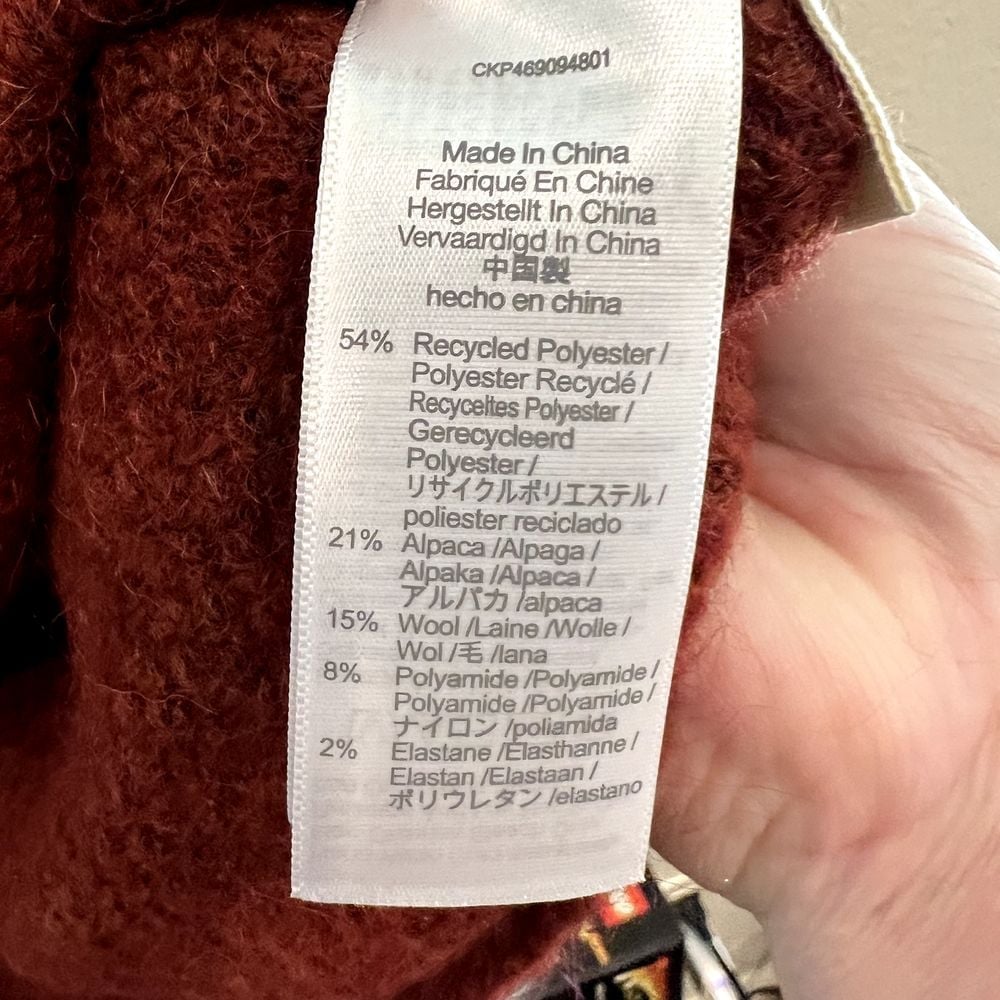 CKP469094801
Made In China
Fabriqué En Chine
Hergestellt In China
Vervaardigd In China
中国製
hecho en china
54% Recycled Polyester /
Polyester Recyclé /
Recyceltes Polyester /
Gerecycleerd
Polyester /
リサイクルポリエステル /
poliester reciclado
21% Alpaca /Alpaga /
Alpaka /Alpaca /
アルパカ /alpaca
15% Wool /Laine /Wolle /
Wol /毛 /lana
8% Polyamide /Polyamide /
Polyamide /Polyamide /
ナイロン /poliamida
2% Elastane /Élasthanne /
Elastan /Elastaan /
ポリウレタン /elastano